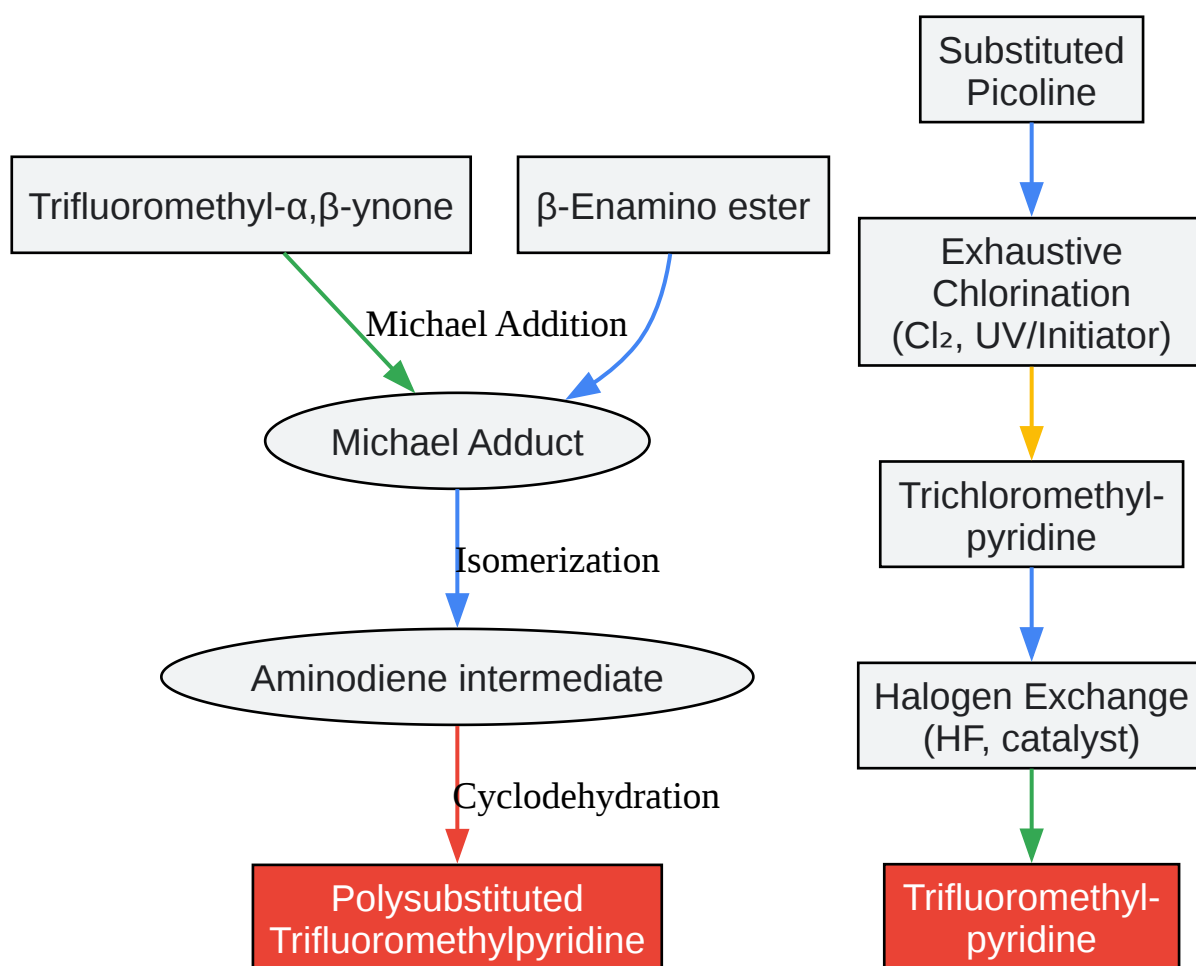 Trifluoromethyl-α,β-ynone
β-Enamino ester
Michael Addition
Michael Adduct
Isomerization
Aminodiene intermediate
Cyclodehydration
Polysubstituted
Trifluoromethylpyridine
Substituted
Picoline
Exhaustive
Chlorination
(Cl₂, UV/Initiator)
Trichloromethyl-
pyridine
Halogen Exchange
(HF, catalyst)
Trifluoromethyl-
pyridine